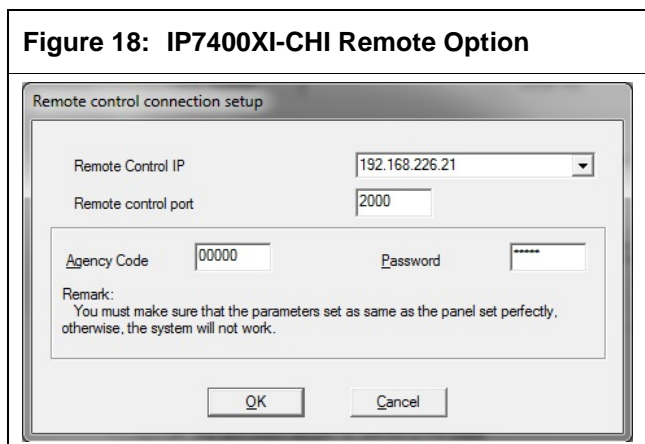 Figure 18: IP7400XI-CHI Remote Option
Remote control connection setup
Remote Control IP 192.168.226.21
Remote control port 2000
Agency Code 00000 Password *****
Remark:
You must make sure that the parameters set as same as the panel set perfectly,
otherwise, the system will not work.
OK Cancel